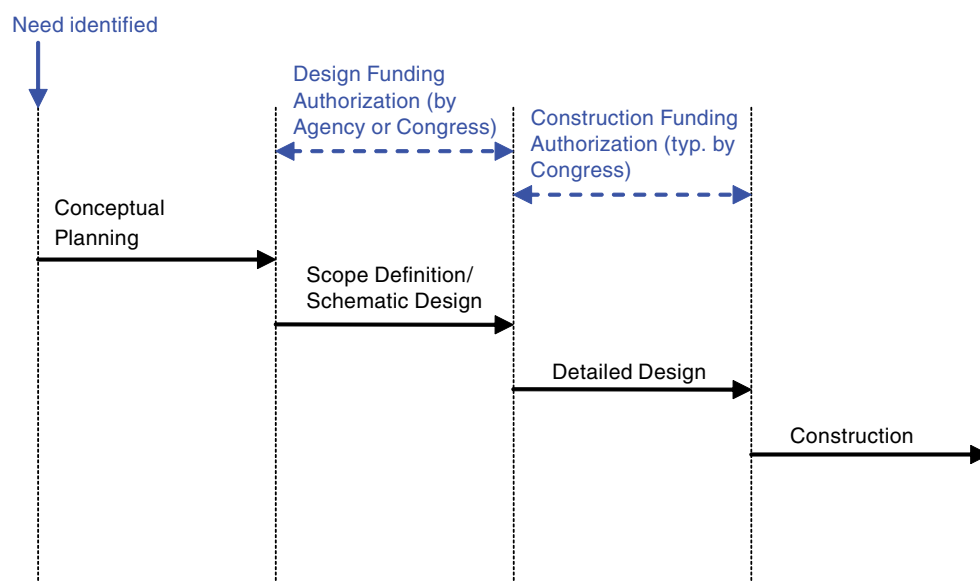 Need identified
Design Funding
Authorization (by
Agency or Congress)
Construction Funding
Authorization (typ. by
Congress)
Conceptual
Planning
Scope Definition/
Schematic Design
Detailed Design
Construction